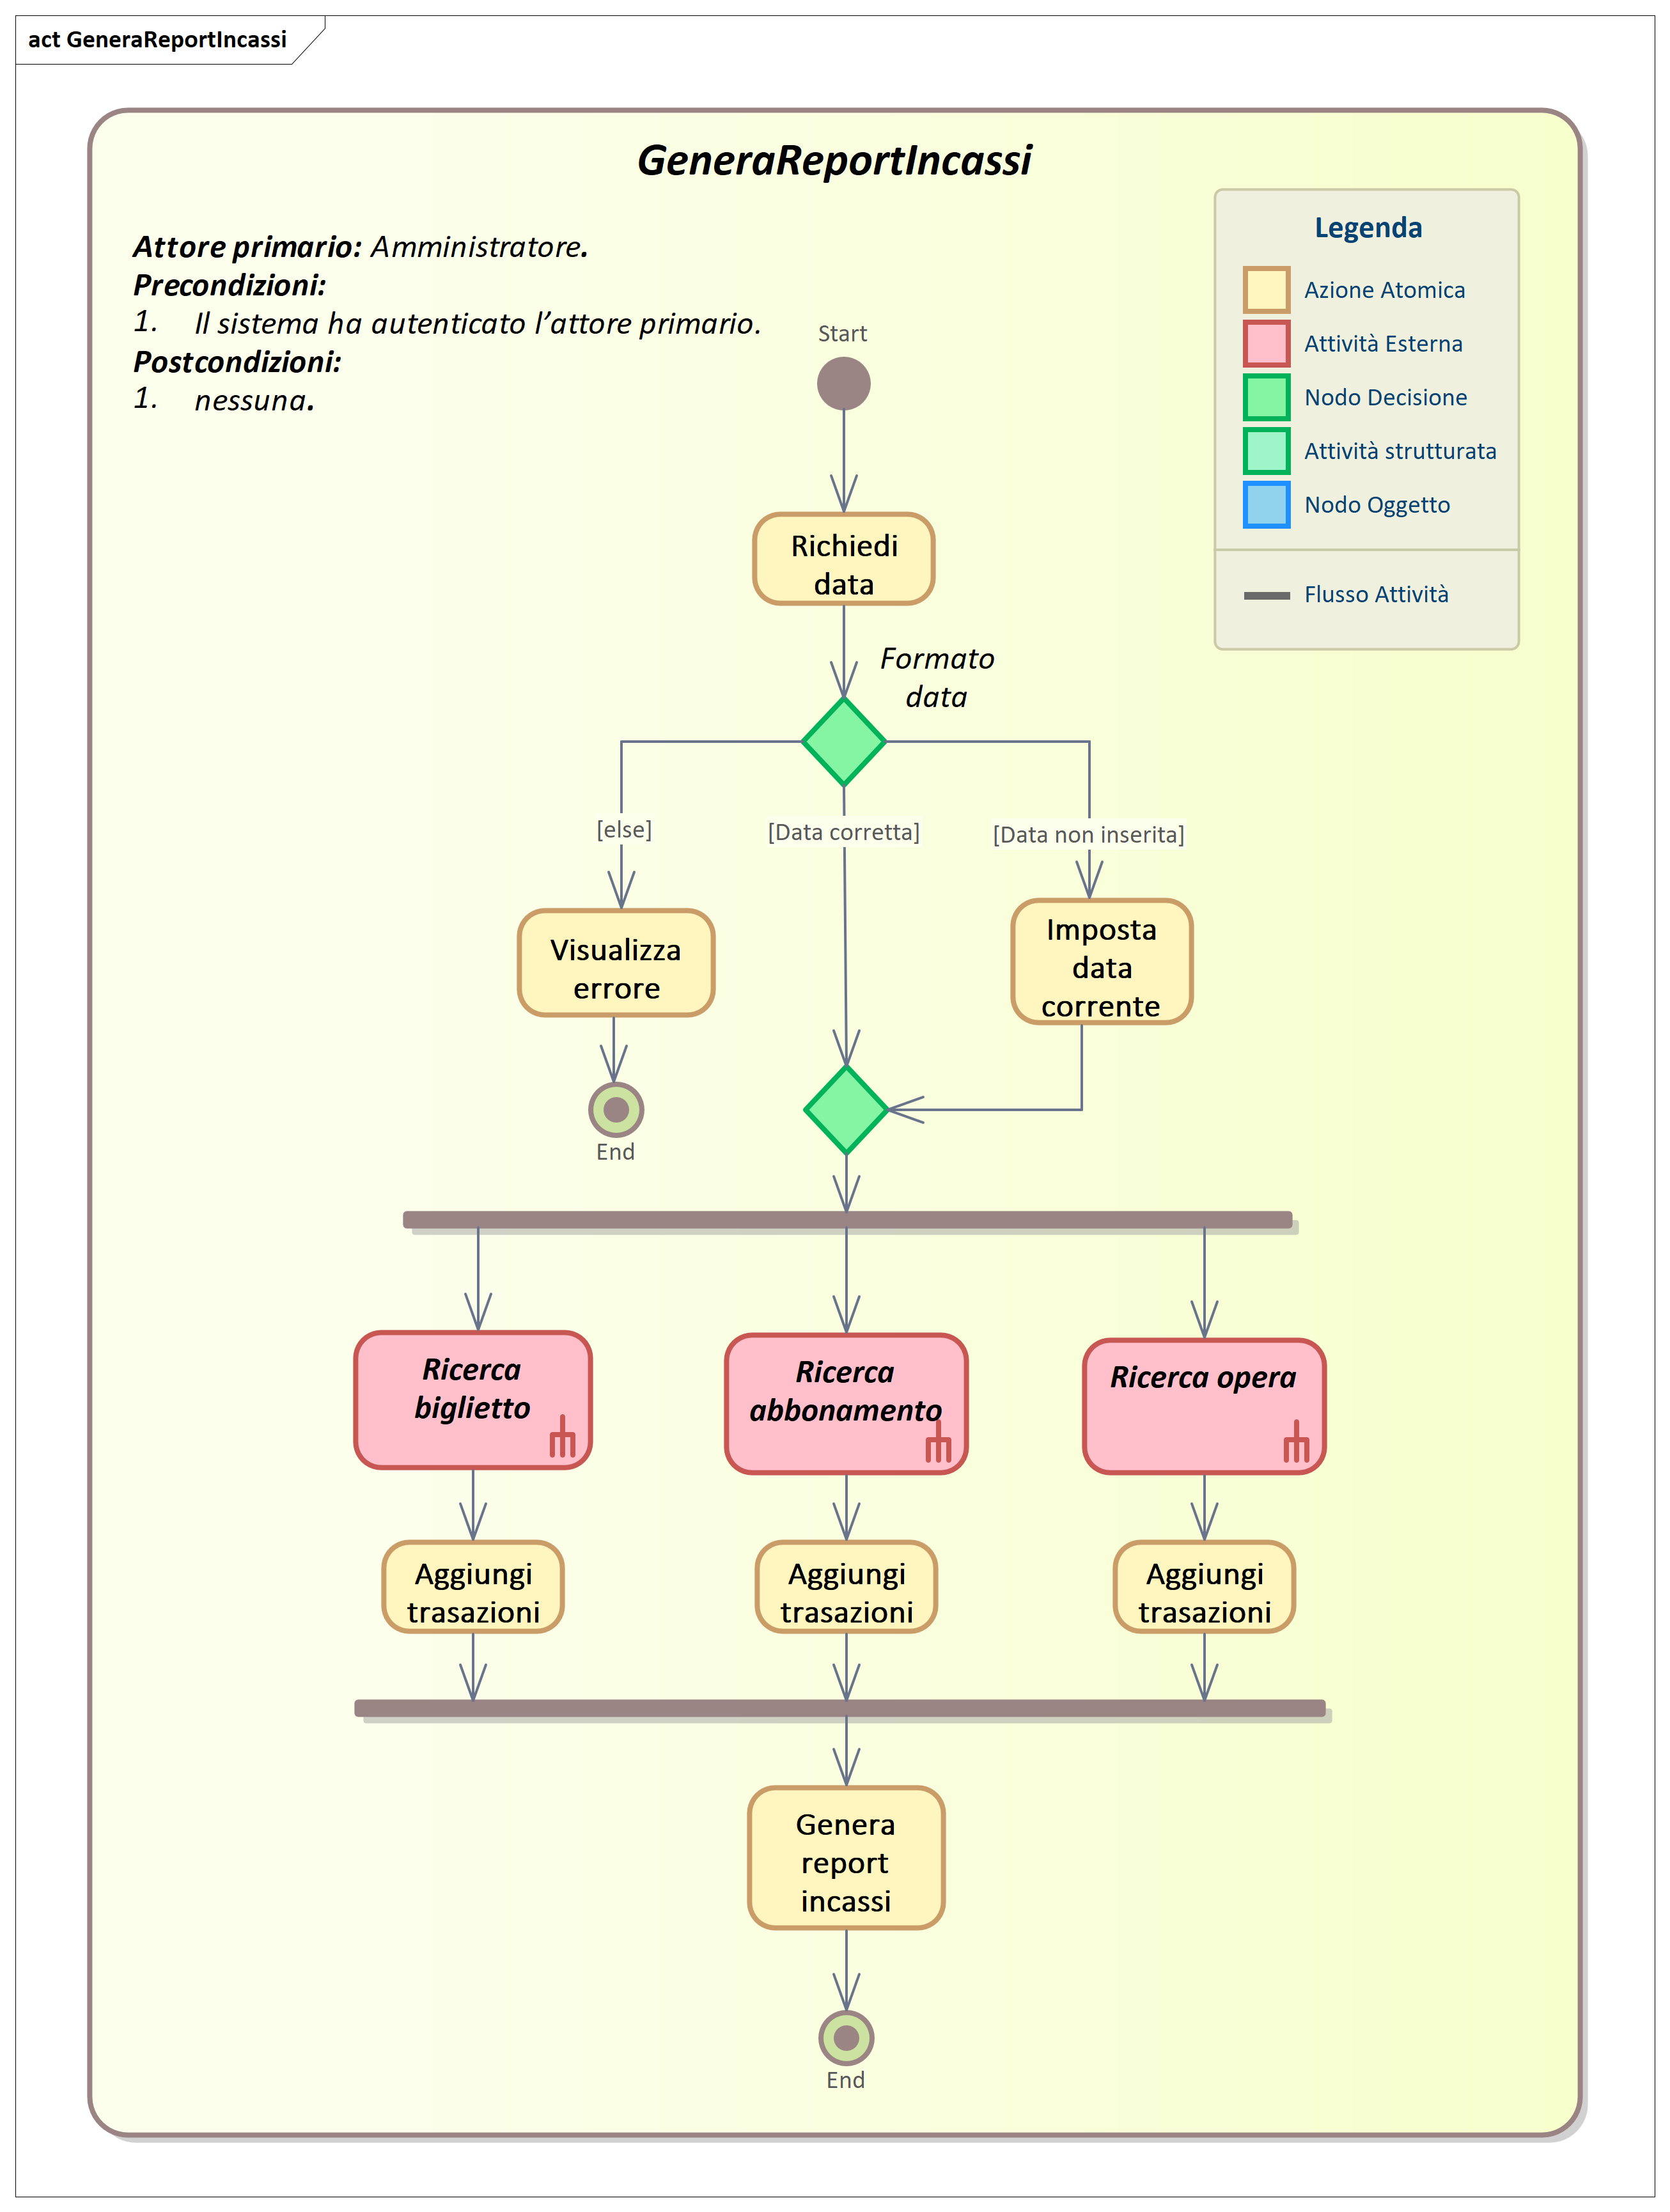 act GeneraReportIncassi
GeneraReportIncassi
Attore primario: Amministratore.
Precondizioni:
1. Il sistema ha autenticato l'attore primario.
Postcondizioni:
1. nessuna.
Legenda
Azione Atomica
Attività Esterna
Nodo Decisione
Attività strutturata
Nodo Oggetto
Flusso Attività
Start
Richiedi
data
Formato
data
[else]
[Data corretta]
[Data non inserita]
Visualizza
errore
Imposta
data
corrente
End
Ricerca
biglietto
Ricerca
abbonamento
Ricerca opera
Aggiungi
trasazioni
Aggiungi
trasazioni
Aggiungi
trasazioni
Genera
report
incassi
End